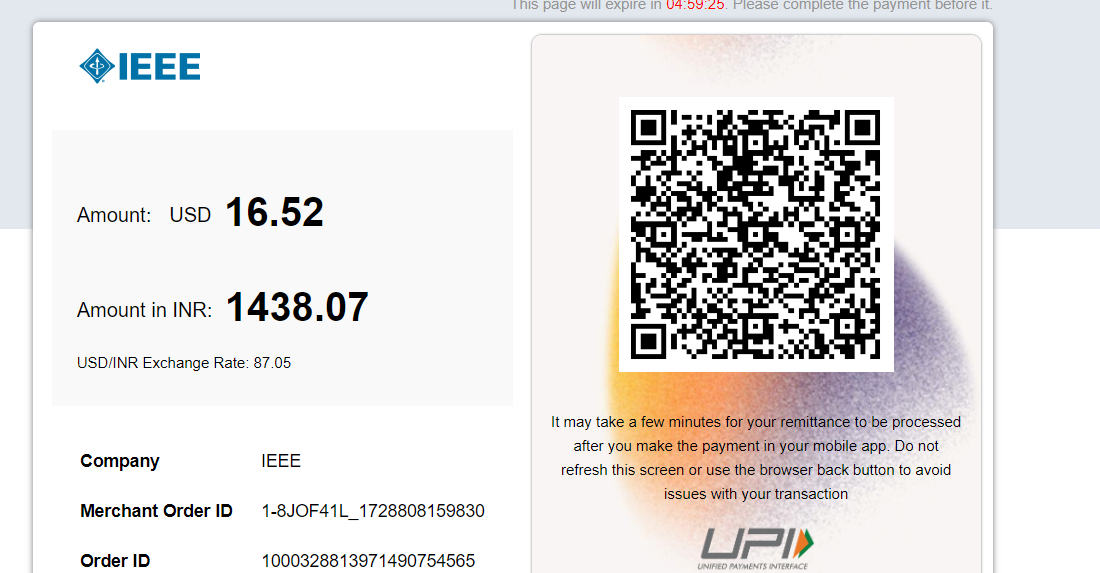 This page will expire in 04:59:25. Please complete the payment before it.
IEEE
Amount: USD 16.52
Amount in INR: 1438.07
USD/INR Exchange Rate: 87.05
Company IEEE
Merchant Order ID 1-8JOF41L_1728808159830
Order ID 1000328813971490754565
It may take a few minutes for your remittance to be processed
after you make the payment in your mobile app. Do not
refresh this screen or use the browser back button to avoid
issues with your transaction
UPI
UNIFIED PAYMENTS INTERFACE